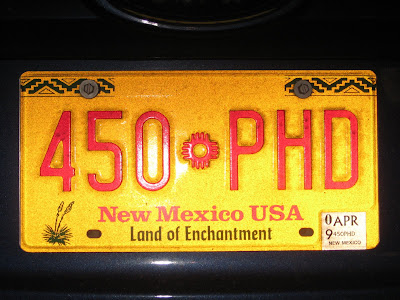 450 PHD
New Mexico USA
Land of Enchantment
0 APR
9 450PHD
NEW MEXICO